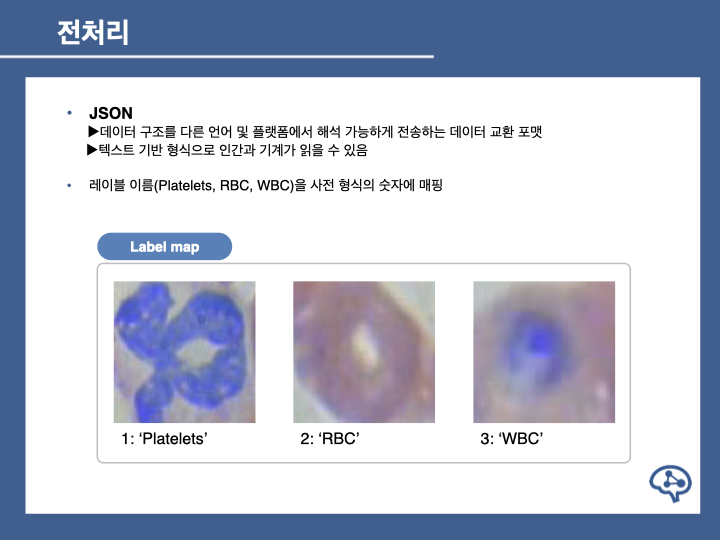 전처리
• JSON
▶데이터 구조를 다른 언어 및 플랫폼에서 해석 가능하게 전송하는 데이터 교환 포맷
▶텍스트 기반 형식으로 인간과 기계가 읽을 수 있음
• 레이블 이름(Platelets, RBC, WBC)을 사전 형식의 숫자에 매핑
Label map
1: ‘Platelets’
2: ‘RBC’
3: ‘WBC’